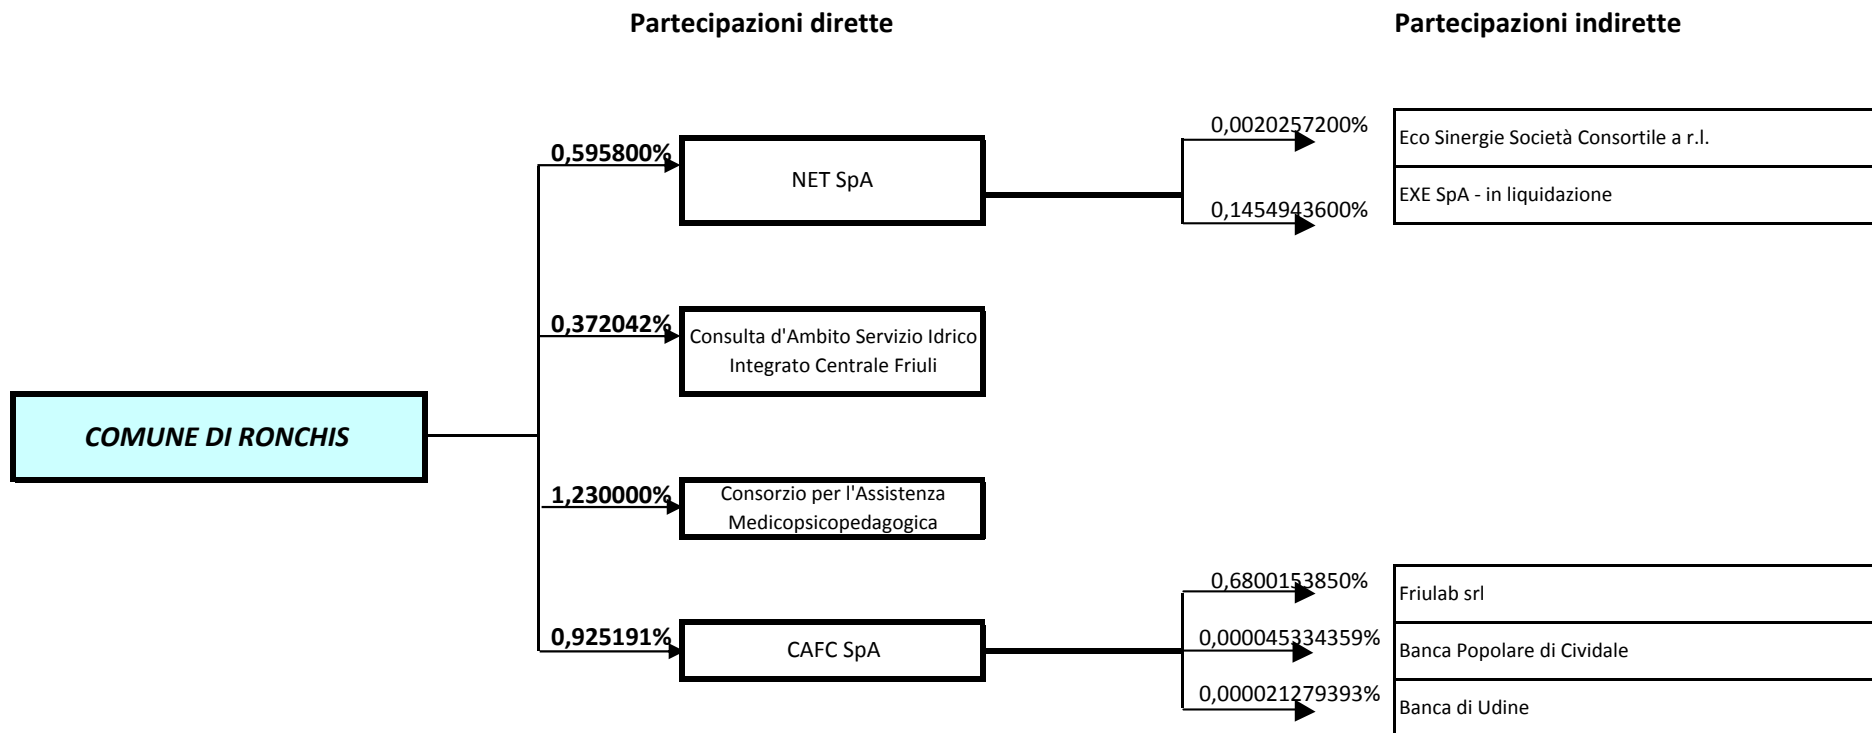 Partecipazioni dirette
Partecipazioni indirette
0,0020257200%
Eco Sinergie Società Consortile a r.l.
0,595800%
NET SpA
EXE SpA - in liquidazione
0,1454943600%
0,372042%
Consulta d'Ambito Servizio Idrico
Integrato Centrale Friuli
COMUNE DI RONCHIS
1,230000%
Consorzio per l'Assistenza
Medicopsicopedagogica
0,6800153850%
Friulab srl
0,925191%
CAFC SpA
0,000045334359%
Banca Popolare di Cividale
0,000021279393%
Banca di Udine